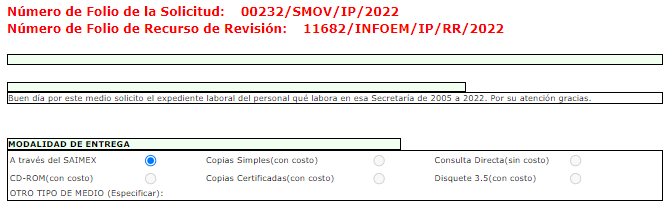 Número de Folio de la Solicitud: 00232/SMOV/IP/2022
Número de Folio de Recurso de Revisión: 11682/INFOEM/IP/RR/2022
Buen día por este medio solicito el expediente laboral del personal qué labora en esa Secretaría de 2005 a 2022. Por su atención gracias.
MODALIDAD DE ENTREGA
A través del SAIMEX Copias Simples(con costo) Consulta Directa(sin costo)
CD-ROM(con costo) Copias Certificadas(con costo) Disquete 3.5(con costo)
OTRO TIPO DE MEDIO (Especificar):